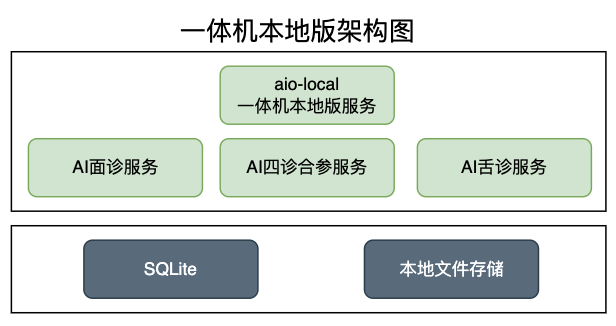 一体机本地版架构图
aio-local
一体机本地版服务
AI面诊服务
AI四诊合参服务
AI舌诊服务
SQLite
本地文件存储